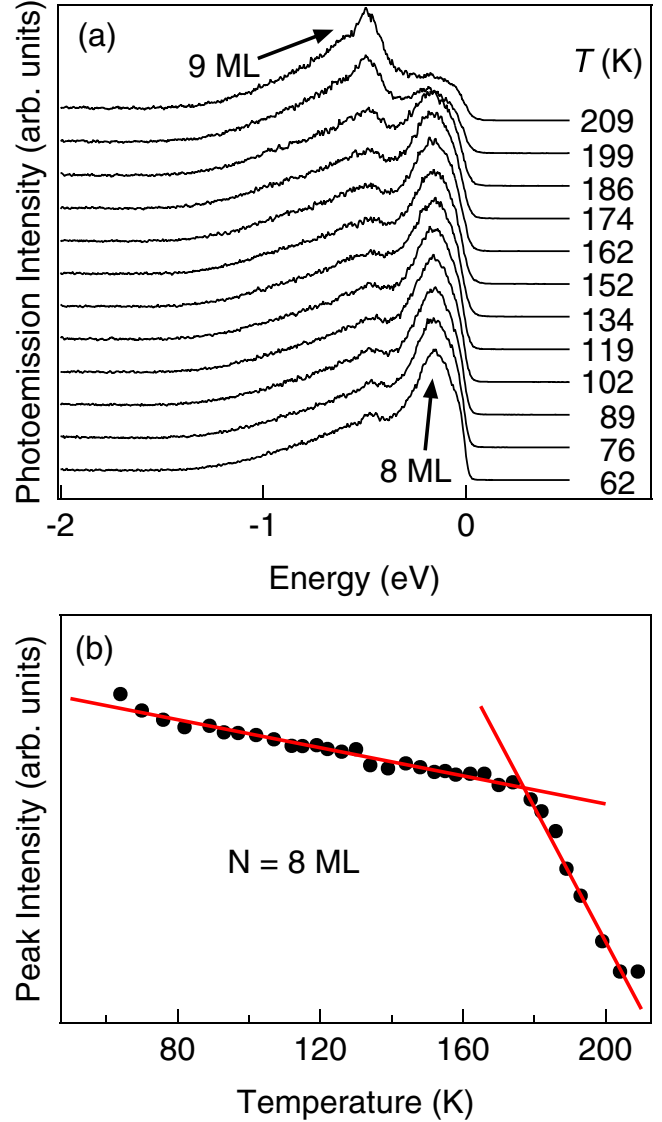 (a)
Photoemission Intensity (arb. units)
9 ML
T (K)
209
199
186
174
162
152
134
119
102
89
76
62
8 ML
-2
-1
0
Energy (eV)
(b)
Peak Intensity (arb. units)
N = 8 ML
80
120
160
200
Temperature (K)